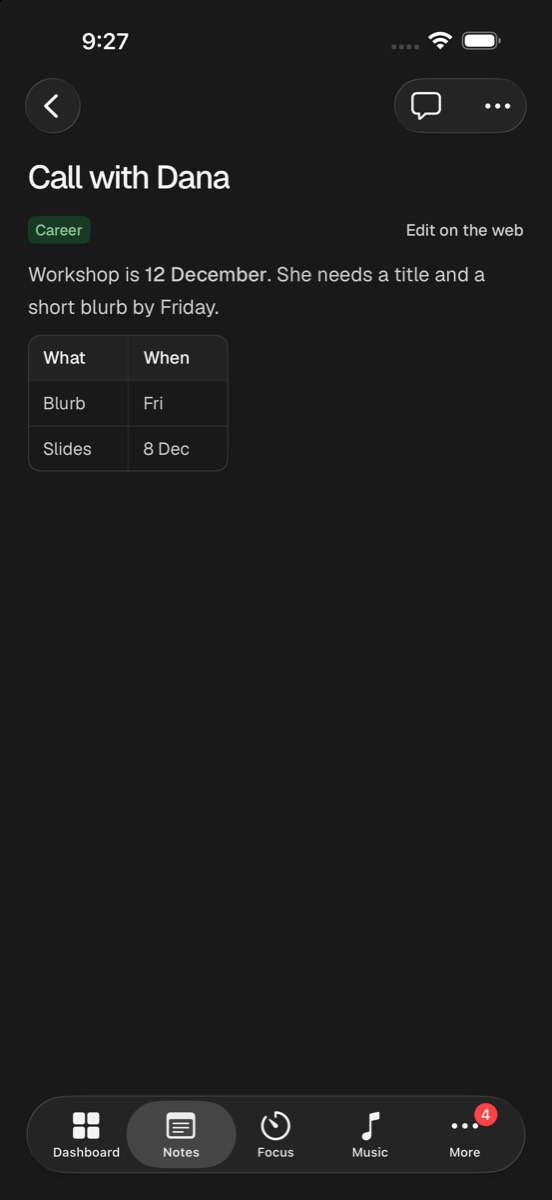 9:27
Call with Dana
Career
Edit on the web
Workshop is 12 December. She needs a title and a
short blurb by Friday.
What When
Blurb Fri
Slides 8 Dec
4
Dashboard Notes Focus Music More